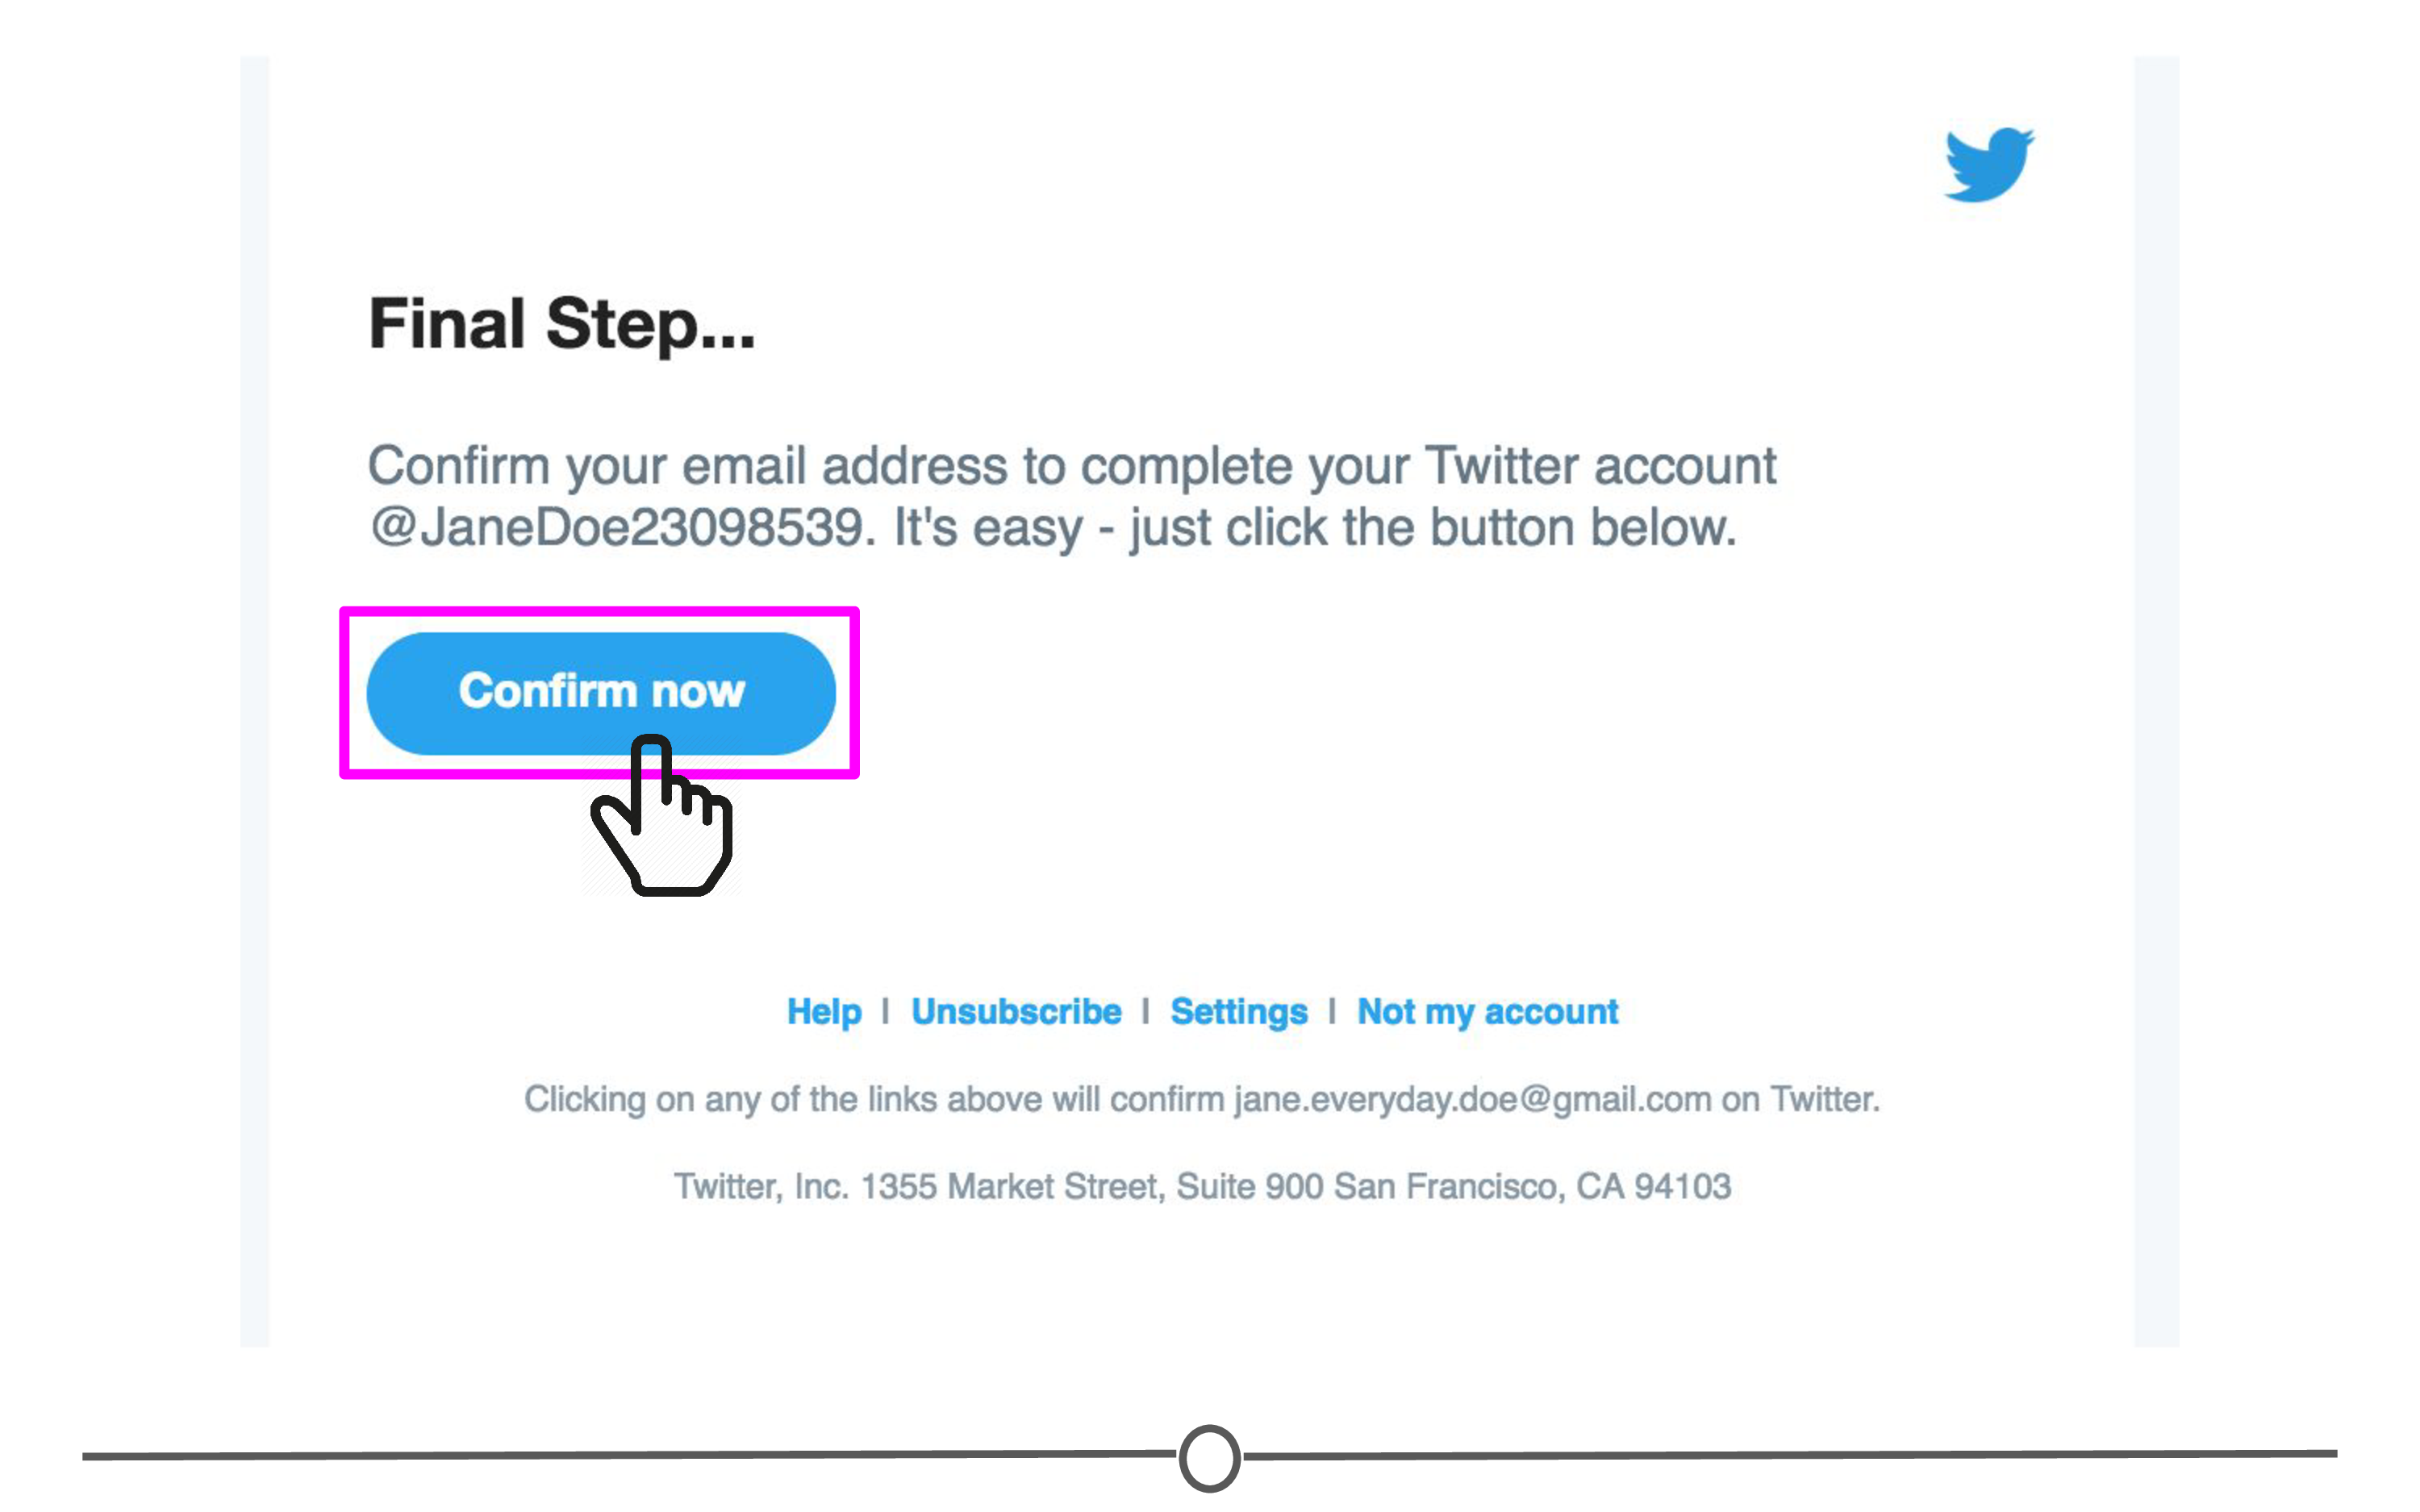 Final Step...
Confirm your email address to complete your Twitter account
@JaneDoe23098539. It's easy - just click the button below.
Confirm now
Help | Unsubscribe | Settings | Not my account
Clicking on any of the links above will confirm jane.everyday.doe@gmail.com on Twitter.
Twitter, Inc. 1355 Market Street, Suite 900 San Francisco, CA 94103